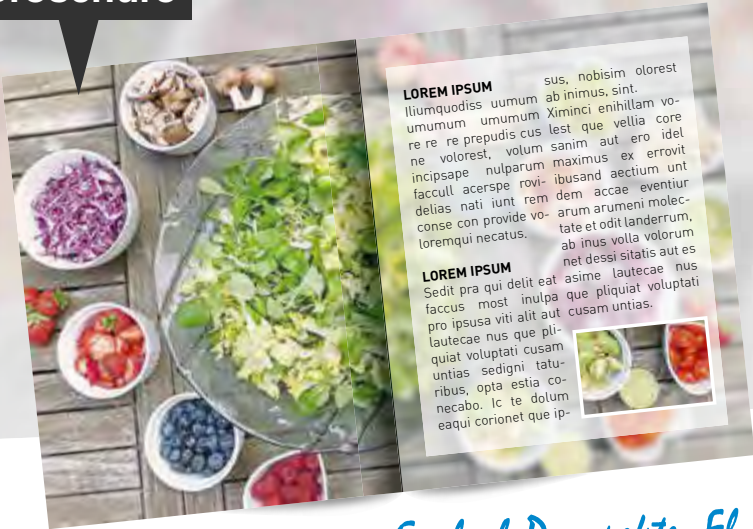 LOREM IPSUM
Iliumquodiss uumum
umumum umumum
re re re prepudis cus
ne volorest, volum
incipsape nulparum
faccull acerspe rovi-
delias nati iunt rem
conse con provide vo-
loremqui necatus.
LOREM IPSUM
Sedit pra qui delit eat
faccus most inulpa
pro ipsusa viti alit aut
lautecae nus que pli-
quiat voluptati cusam
untias sedigni tatu-
ribus, opta estia co-
necabo. Ic te dolum
eaqui corionet que ip-
sus, nobisim olorest
ab inimus, sint.
Ximinci enihillam vo-
lest que vellia core
sanim aut ero idel
maximus ex errovit
ibusand aectium unt
dem accae eventiur
arum arumeni molec-
tate et odit landerrum,
ab inus volla volorum
net dessi sitatis aut es
asime lautecae nus
que pliquiat voluptati
cusam untias.